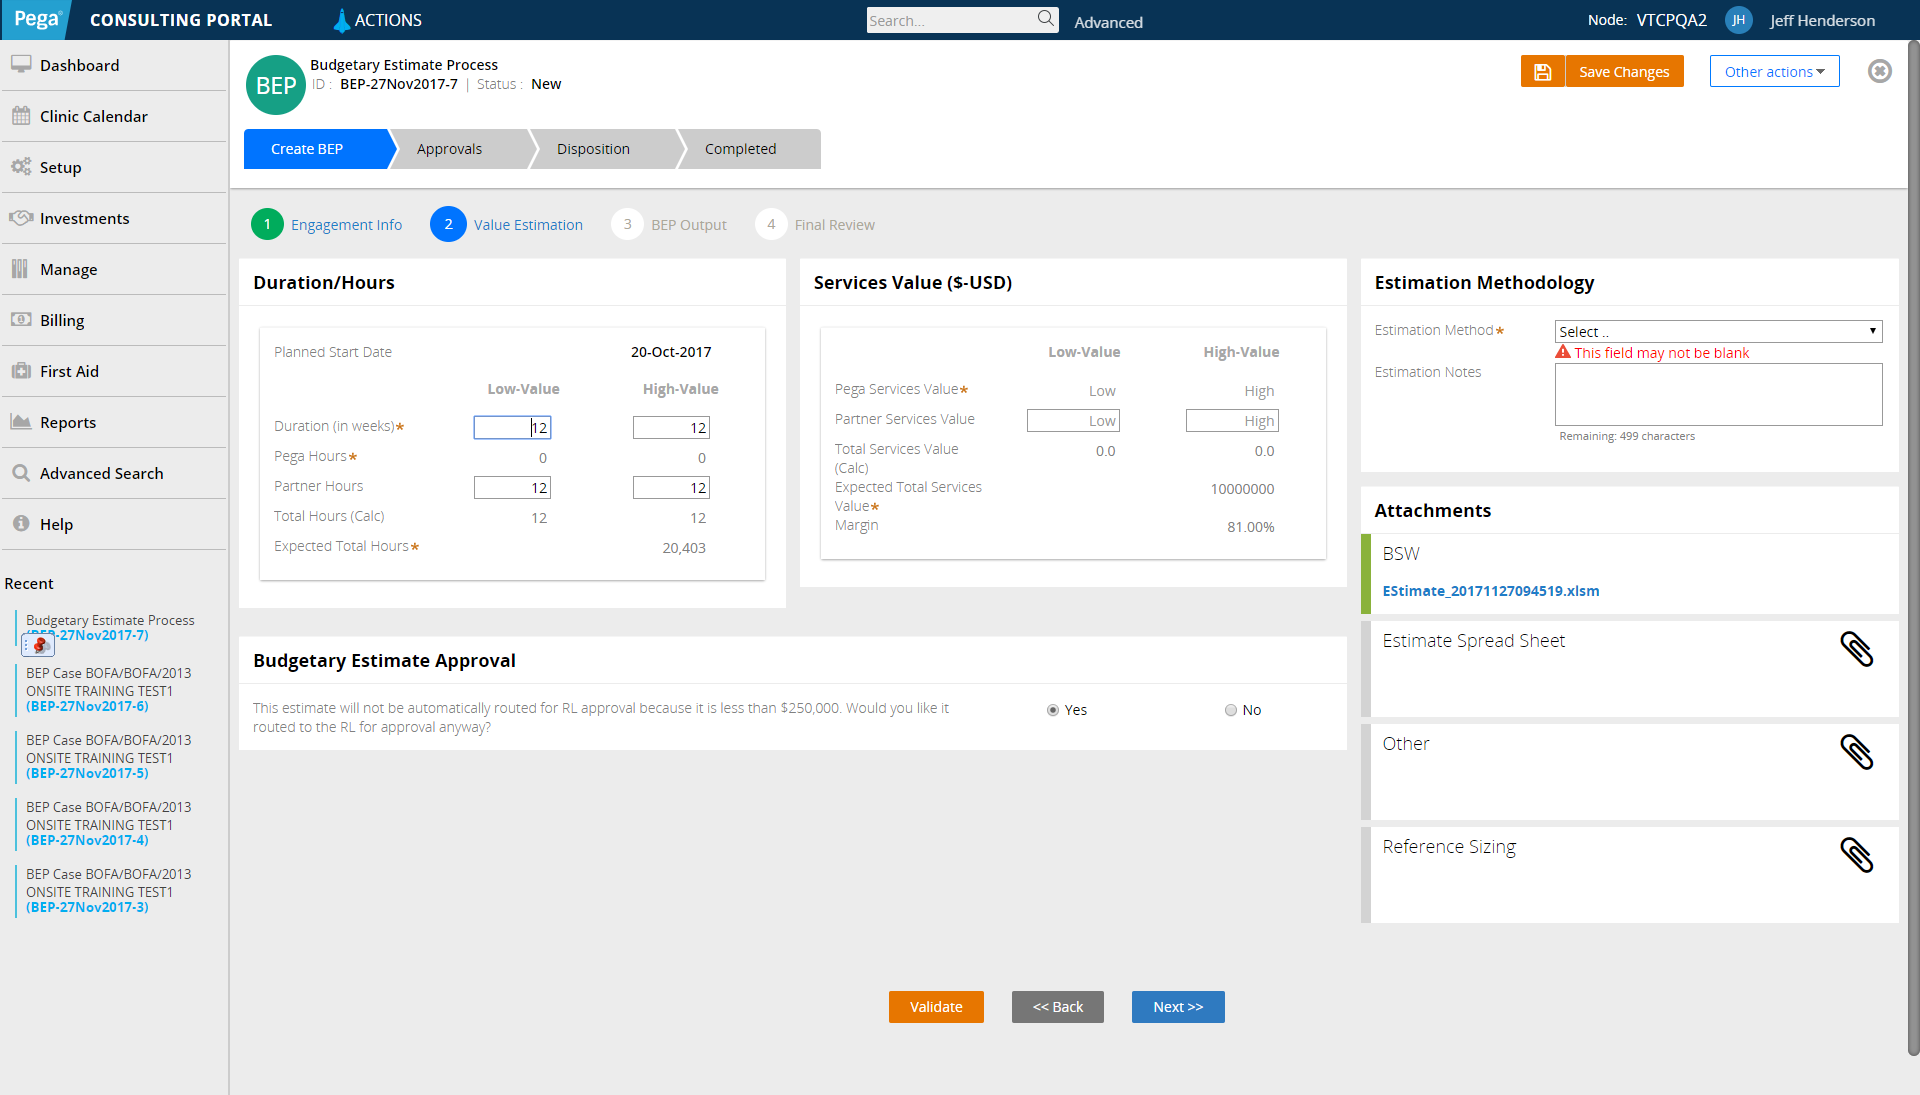 Pega CONSULTING PORTAL ACTIONS Search... Advanced Node: VTCPQA2 JH Jeff Henderson
Dashboard
Clinic Calendar
Setup
Investments
Manage
Billing
First Aid
Reports
Advanced Search
Help
Recent
Budgetary Estimate Process
-27Nov2017-7)
BEP Case BOFA/BOFA/2013
ONSITE TRAINING TEST1
(BEP-27Nov2017-6)
BEP Case BOFA/BOFA/2013
ONSITE TRAINING TEST1
(BEP-27Nov2017-5)
BEP Case BOFA/BOFA/2013
ONSITE TRAINING TEST1
(BEP-27Nov2017-4)
BEP Case BOFA/BOFA/2013
ONSITE TRAINING TEST1
(BEP-27Nov2017-3)
BEP
Budgetary Estimate Process
ID : BEP-27Nov2017-7 | Status : New
Save Changes Other actions
Create BEP Approvals Disposition Completed
1 Engagement Info 2 Value Estimation 3 BEP Output 4 Final Review
Duration/Hours
Planned Start Date 20-Oct-2017
Low-Value High-Value
Duration (in weeks)* 12 12
Pega Hours* 0 0
Partner Hours 12 12
Total Hours (Calc) 12 12
Expected Total Hours* 20,403
Services Value ($-USD)
Low-Value High-Value
Pega Services Value* Low High
Partner Services Value Low High
Total Services Value 0.0 0.0
(Calc)
Expected Total Services 10000000
Value*
Margin 81.00%
Estimation Methodology
Estimation Method* Select ..
This field may not be blank
Estimation Notes
Remaining: 499 characters
Attachments
BSW
EStimate_20171127094519.xlsm
Estimate Spread Sheet
Other
Reference Sizing
Budgetary Estimate Approval
This estimate will not be automatically routed for RL approval because it is less than $250,000. Would you like it
routed to the RL for approval anyway?
Yes No
Validate << Back Next >>